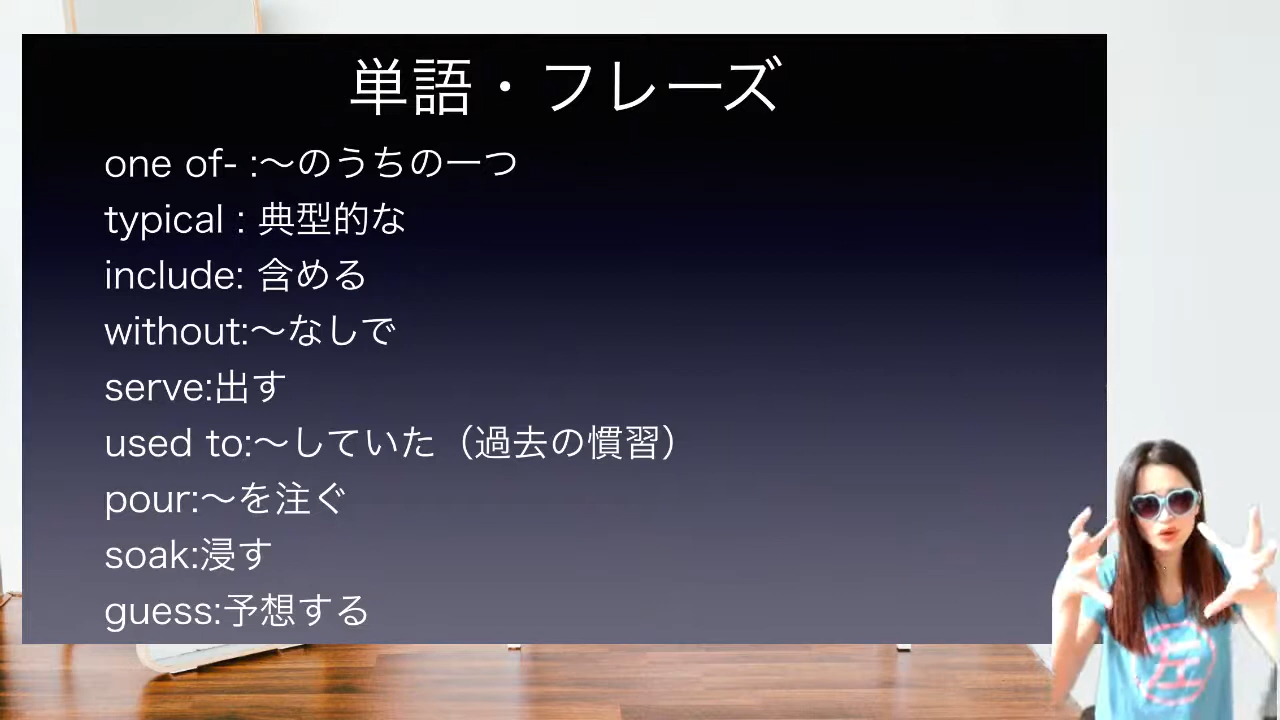 単語・フレーズ
one of- :〜のうちの一つ
typical : 典型的な
include: 含める
without:〜なしで
serve:出す
used to:〜していた（過去の慣習）
pour:〜を注ぐ
soak:浸す
guess:予想する